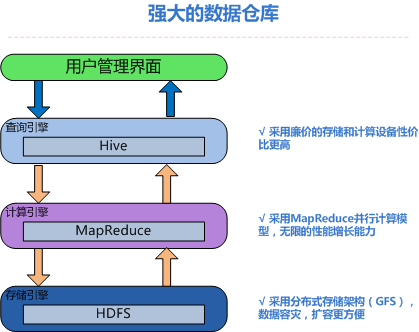 强大的数据仓库
用户管理界面
查询引擎
Hive
√ 采用廉价的存储和计算设备性价
比更高
计算引擎
MapReduce
√ 采用MapReduce并行计算模
型，无限的性能增长能力
存储引擎
HDFS
√ 采用分布式存储架构（GFS），
数据容灾，扩容更方便